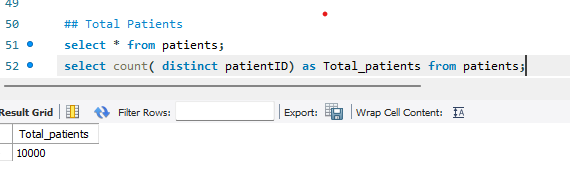 49
50 ## Total Patients
51 select * from patients;
52 select count( distinct patientID) as Total_patients from patients;
Result Grid Filter Rows: Export: Wrap Cell Content:
Total_patients
10000